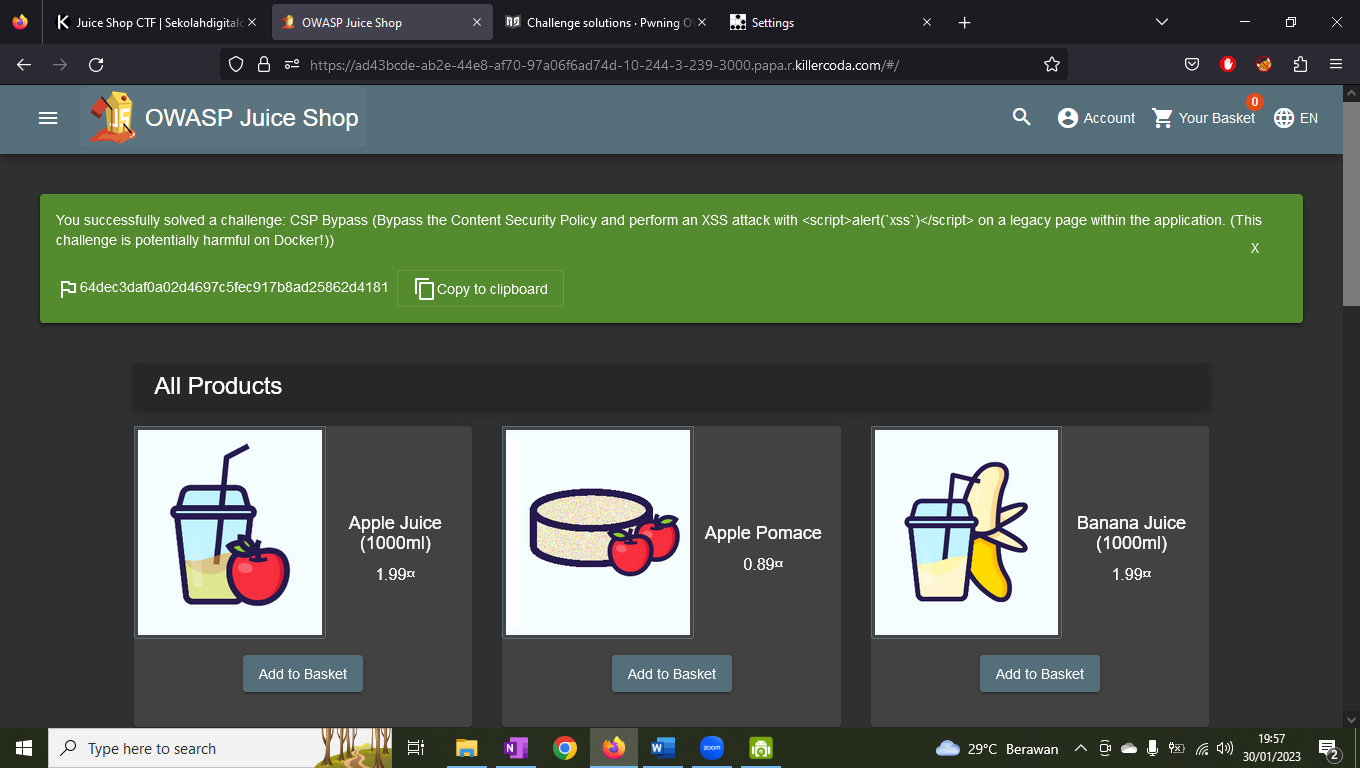 Juice Shop CTF | Sekolahdigital
OWASP Juice Shop
Challenge solutions · Pwning O
Settings
https://ad43bcde-ab2e-44e8-af70-97a06f6ad74d-10-244-3-239-3000.papa.r.killercoda.com/#/
OWASP Juice Shop
Account
0
Your Basket
EN
You successfully solved a challenge: CSP Bypass (Bypass the Content Security Policy and perform an XSS attack with <script>alert(`xss`)</script> on a legacy page within the application. (This
challenge is potentially harmful on Docker!))
X
64dec3daf0a02d4697c5fec917b8ad25862d4181
Copy to clipboard
All Products
Apple Juice
(1000ml)
1.99¤
Add to Basket
Apple Pomace
0.89¤
Add to Basket
Banana Juice
(1000ml)
1.99¤
Add to Basket
Type here to search
29°C Berawan
19:57
30/01/2023
2